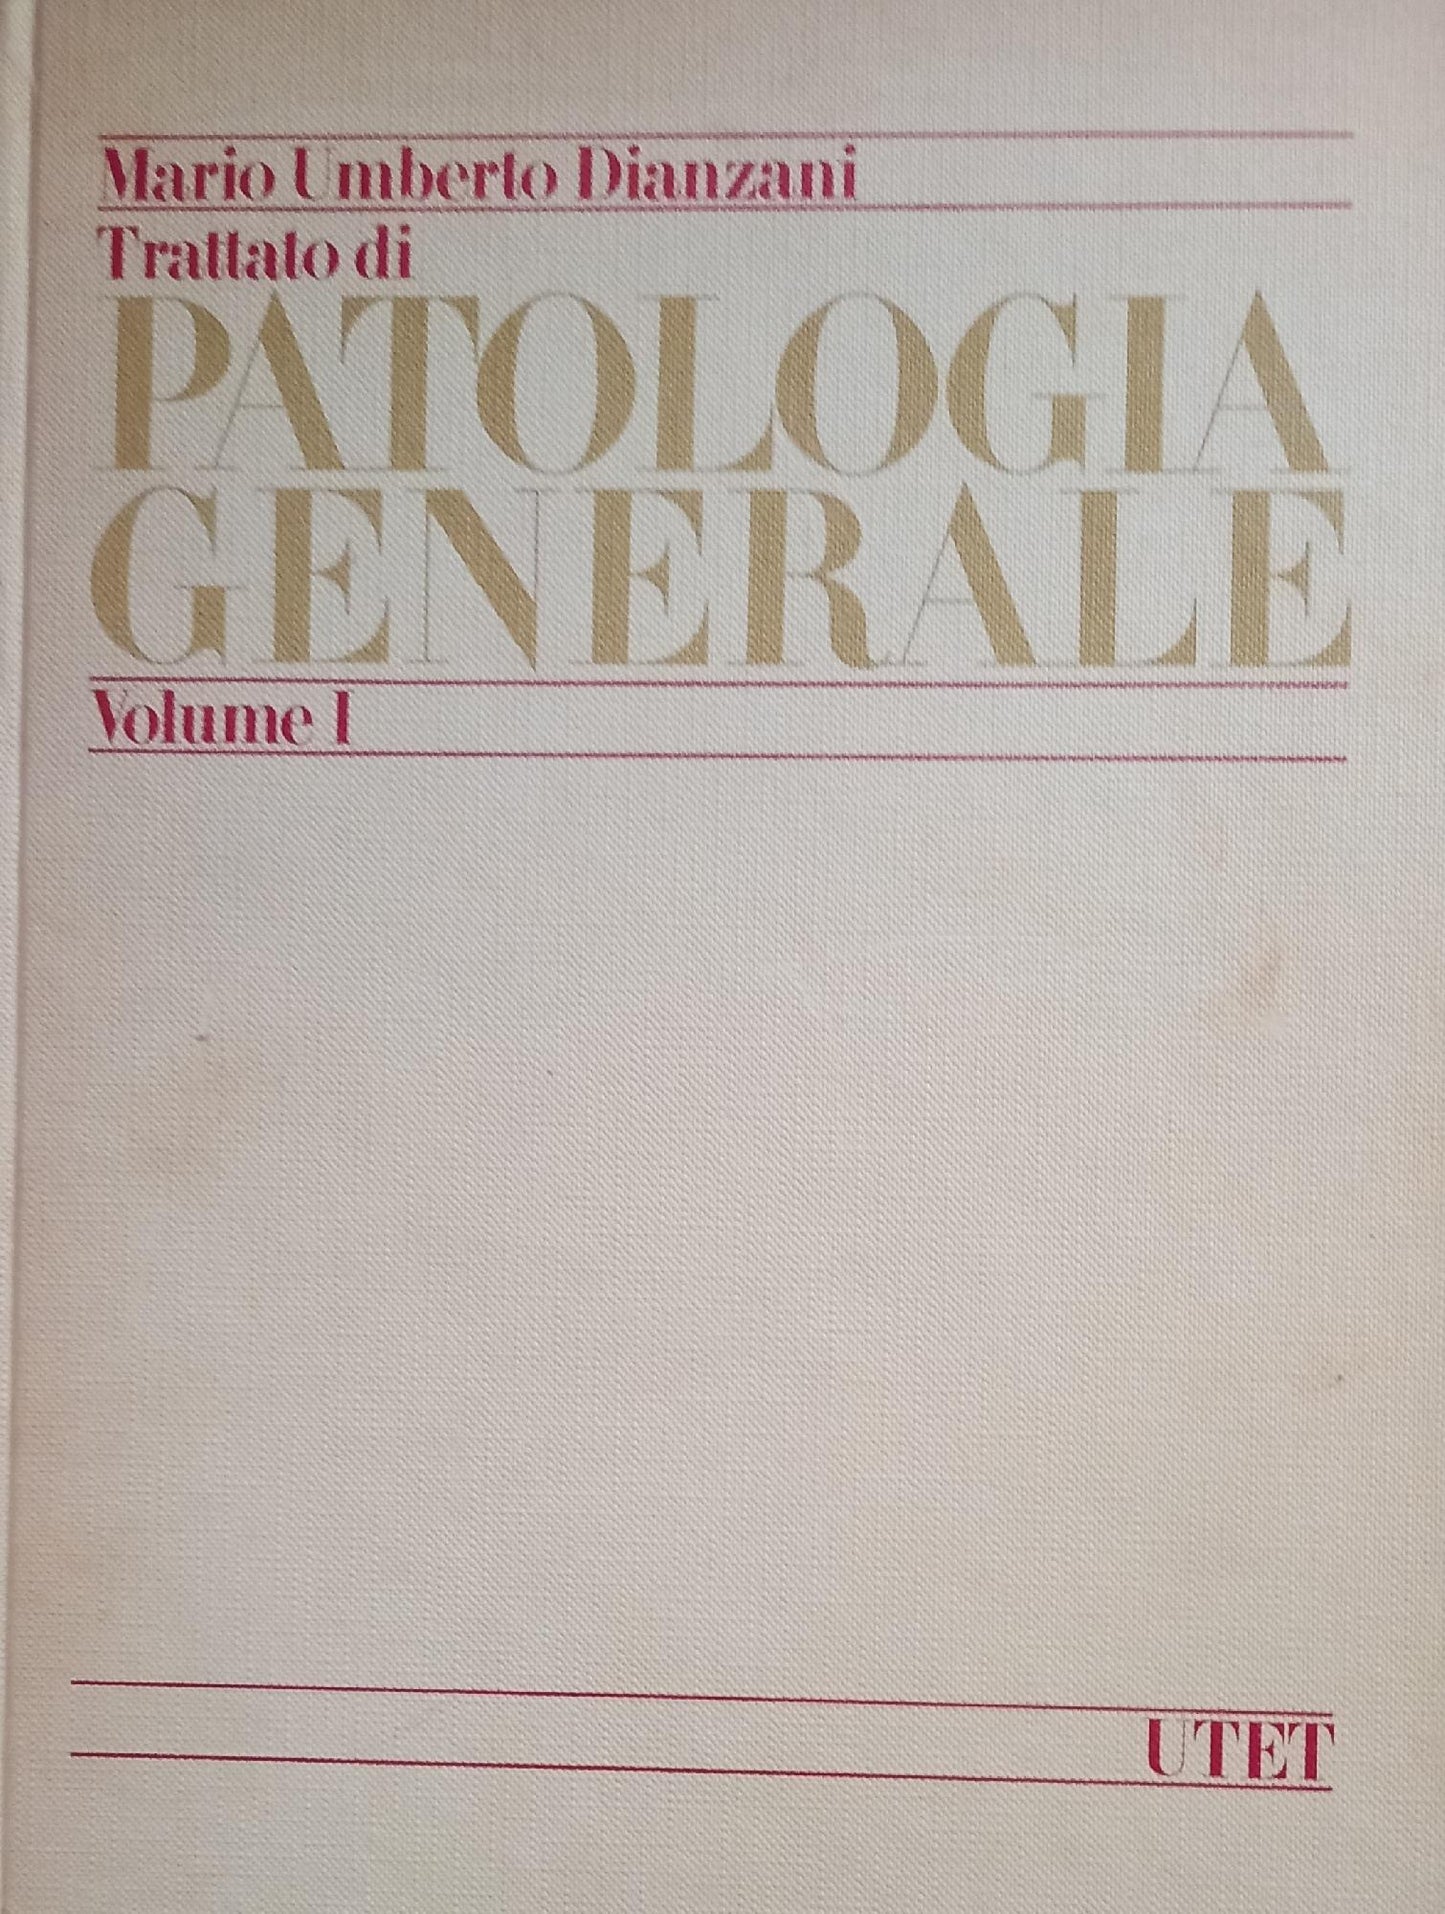 Mario Umberto Dianzani
Trattato di
PATOLOGIA
GENERALE
Volume I
UTET